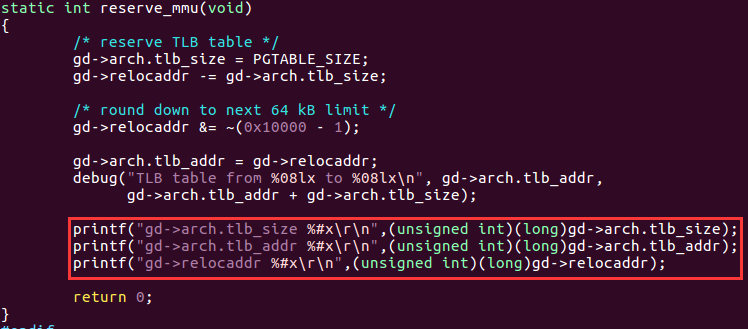 static int reserve_mmu(void)
{
        /* reserve TLB table */
        gd->arch.tlb_size = PGTABLE_SIZE;
        gd->relocaddr -= gd->arch.tlb_size;

        /* round down to next 64 kB limit */
        gd->relocaddr &= ~(0x10000 - 1);

        gd->arch.tlb_addr = gd->relocaddr;
        debug("TLB table from %08lx to %08lx\n", gd->arch.tlb_addr,
              gd->arch.tlb_addr + gd->arch.tlb_size);

        printf("gd->arch.tlb_size %#x\r\n",(unsigned int)(long)gd->arch.tlb_size);
        printf("gd->arch.tlb_addr %#x\r\n",(unsigned int)(long)gd->arch.tlb_addr);
        printf("gd->relocaddr %#x\r\n",(unsigned int)(long)gd->relocaddr);

        return 0;
}
#endif